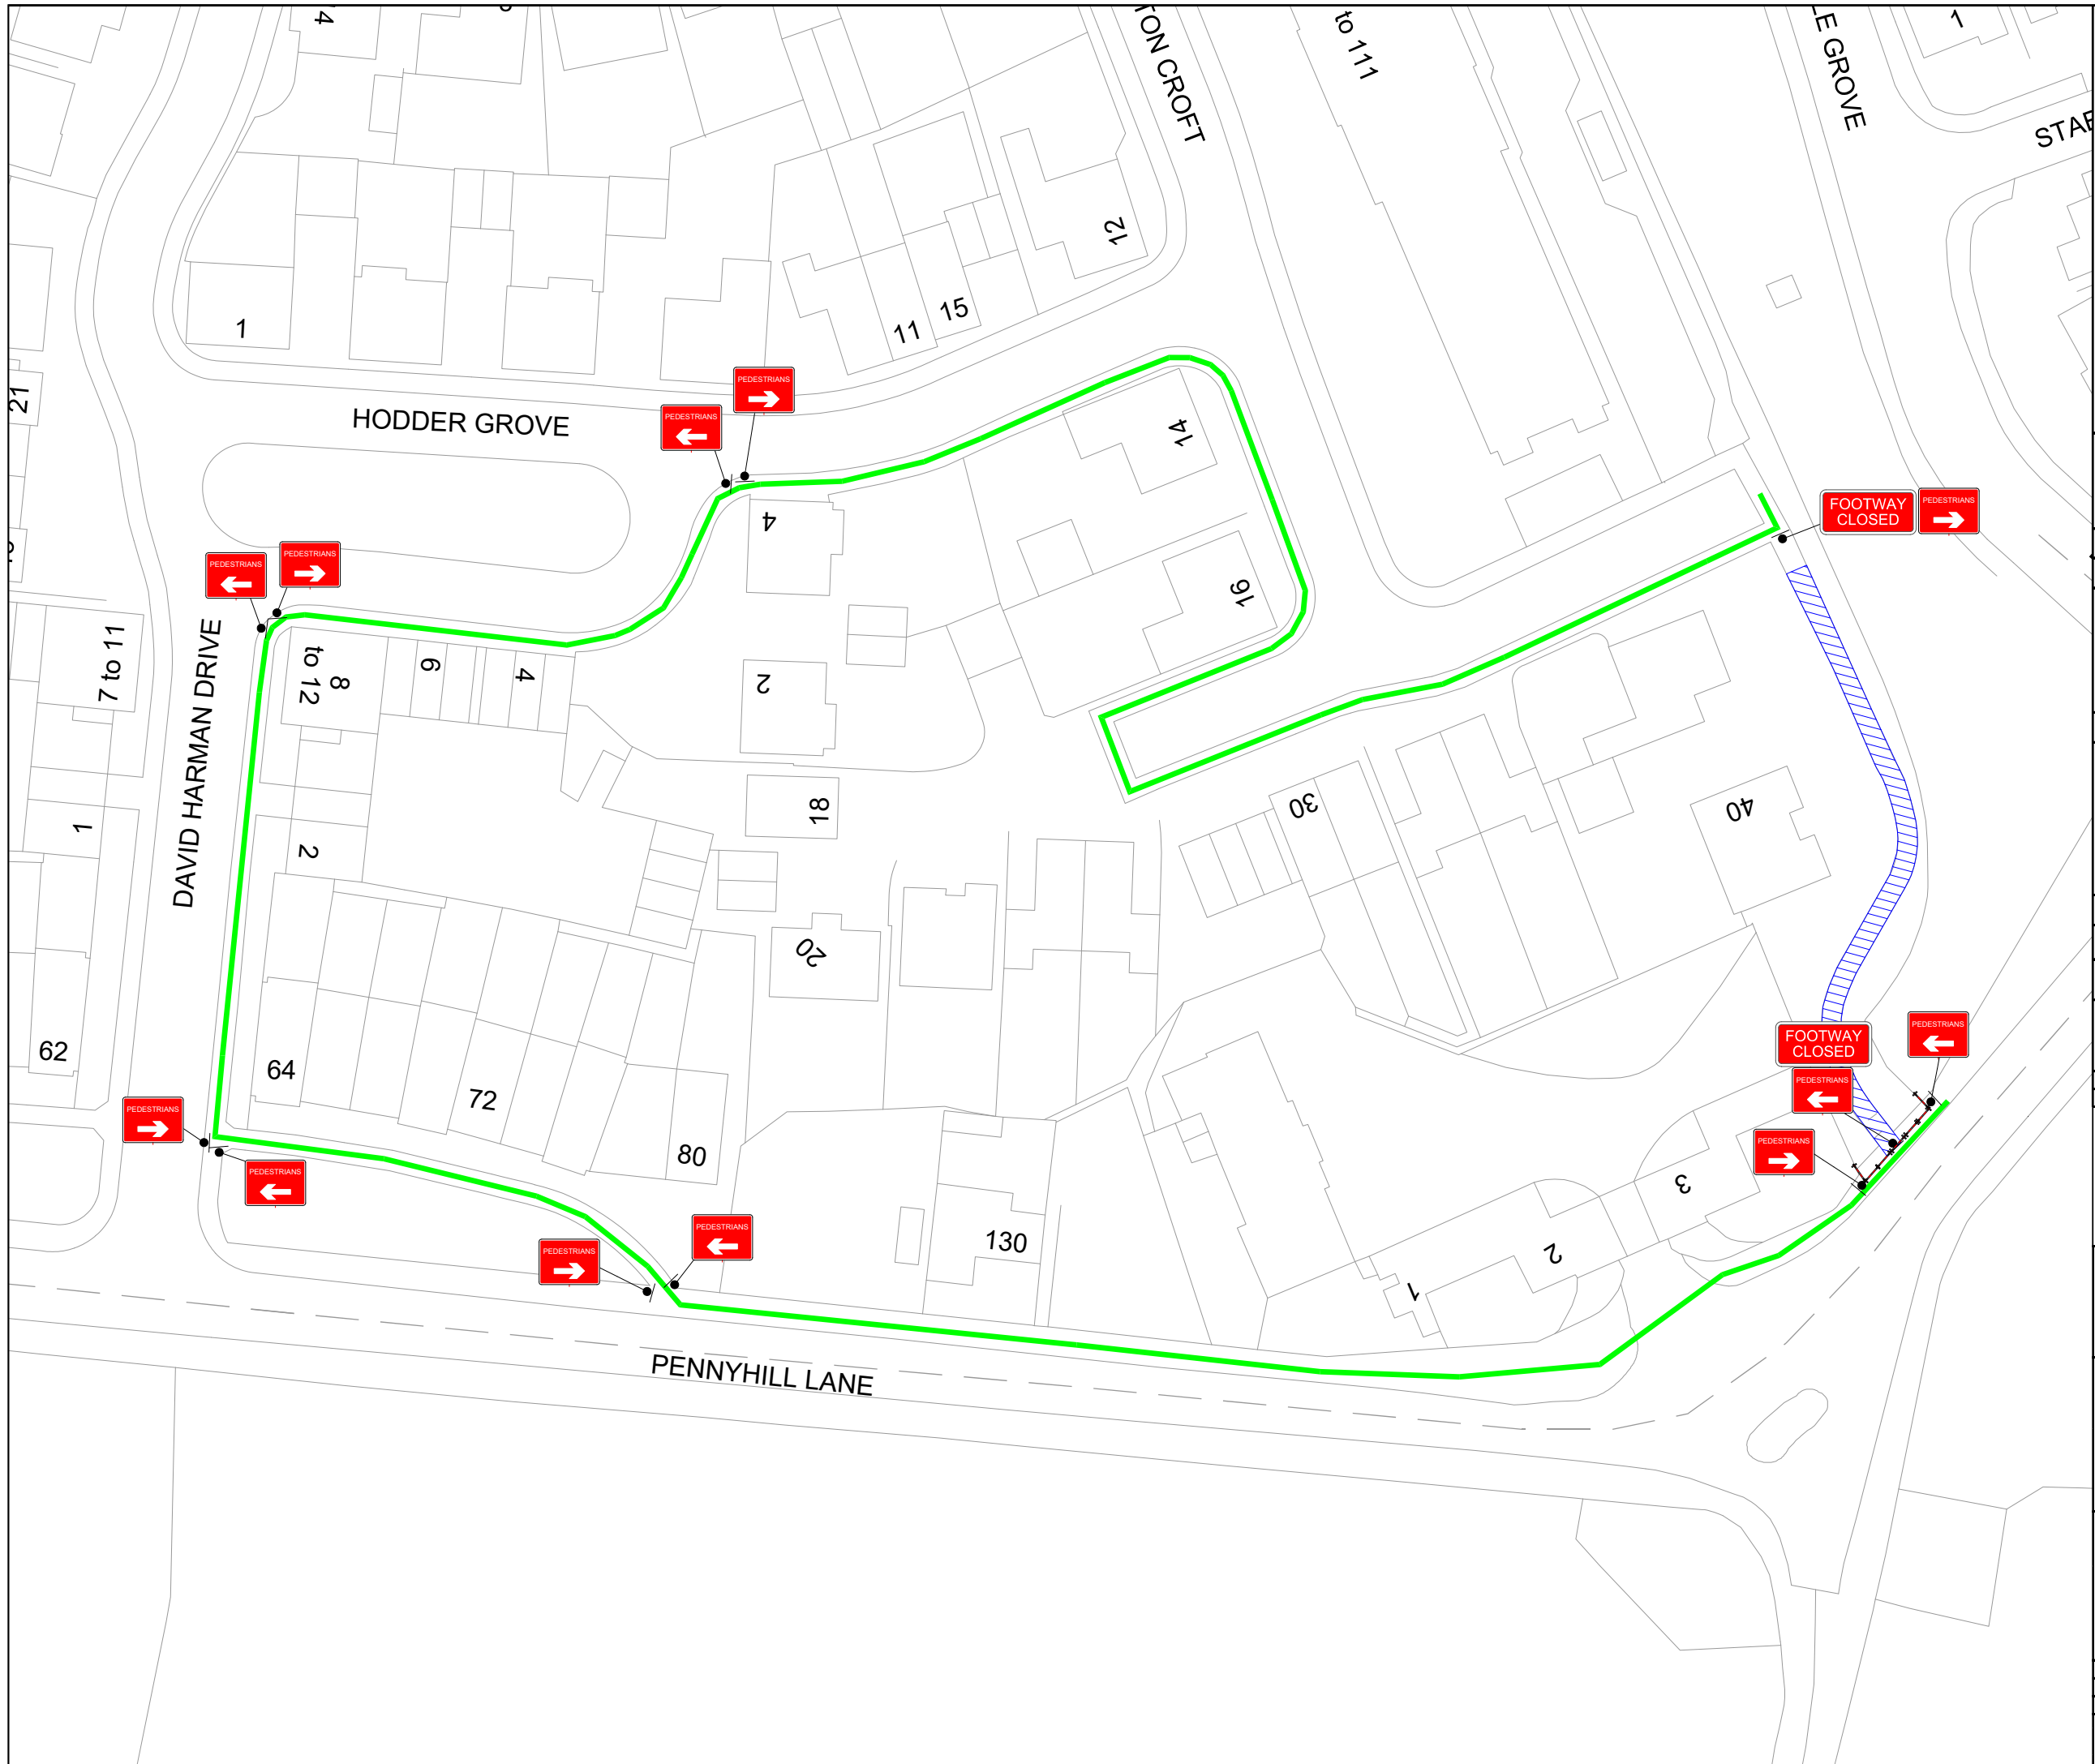 4
TON CROFT
to 111
LE GROVE
1
STAR
12
15
11
1
21
HODDER GROVE
PEDESTRIANS
PEDESTRIANS
14
4
FOOTWAY
CLOSED
PEDESTRIANS
PEDESTRIANS
PEDESTRIANS
16
7 to 11
DAVID HARMAN DRIVE
8
to 12
6
4
2
18
30
40
1
2
20
62
64
72
80
FOOTWAY
CLOSED
PEDESTRIANS
PEDESTRIANS
PEDESTRIANS
PEDESTRIANS
PEDESTRIANS
PEDESTRIANS
PEDESTRIANS
130
3
2
1
PENNYHILL LANE